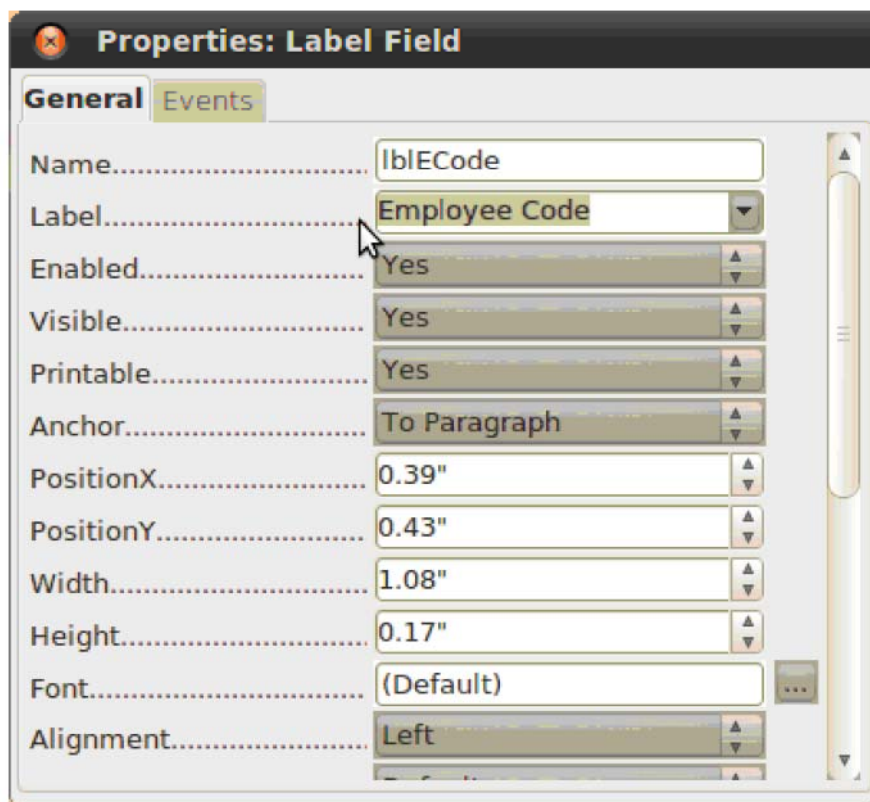 Properties: Label Field
General Events
Name............................. lblECode
Label.............................. Employee Code
Enabled.......................... Yes
Visible............................ Yes
Printable......................... Yes
Anchor............................ To Paragraph
PositionX........................ 0.39"
PositionY........................ 0.43"
Width.............................. 1.08"
Height............................. 0.17"
Font................................ (Default) ...
Alignment....................... Left